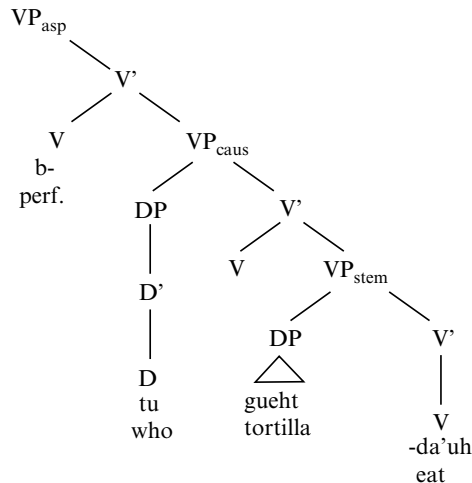 VPasp
V’
V
VPcaus
b-
perf.
DP
V’
D’
V
VPstem
D
DP
V’
tu
who
gueht
tortilla
V
-da'uh
eat